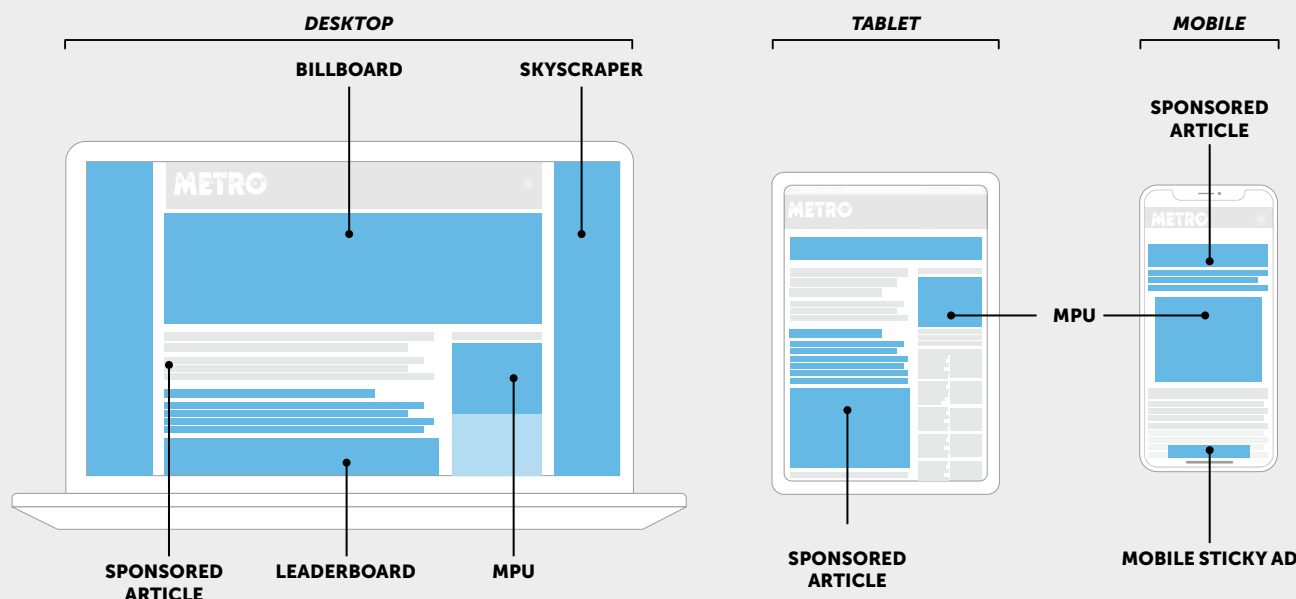 DESKTOP
TABLET
MOBILE
BILLBOARD
SKYSCRAPER
SPONSORED
ARTICLE
METRO
METRO
METRO
MPU
SPONSORED
ARTICLE
LEADERBOARD
MPU
SPONSORED
ARTICLE
MOBILE STICKY AD